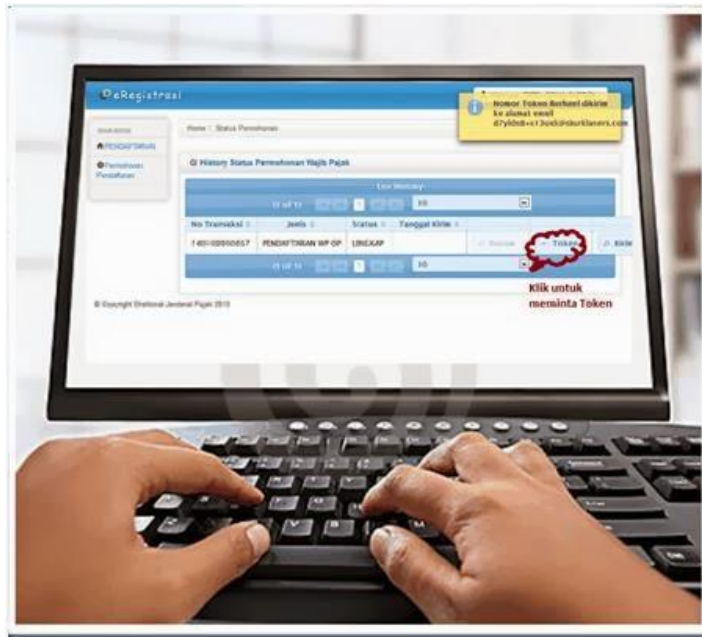 eRegistrasi
Nomor Token Berhasil dikirim
ke alamat email
PENDAFTARAN
Permohonan
Pendaftaran
Home
Status Permohonan
History Status Permohonan Wajib Pajak
(1 of 1)
1
10
No Transaksi
Jenis
Status
Tanggal Kirim
PENDAFTARAN WP OP
LENGKAP
Token
Kirim
(1 of 1)
1
10
Klik untuk
meminta Token
© Copyright Direktorat Jenderal Pajak 2013